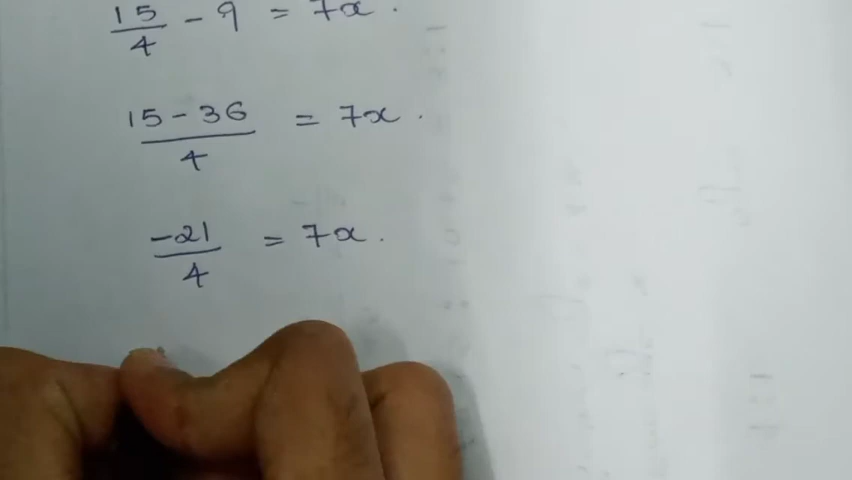 15/4 - 9 = 7x.
15 - 36/4 = 7x.
-21/4 = 7x.